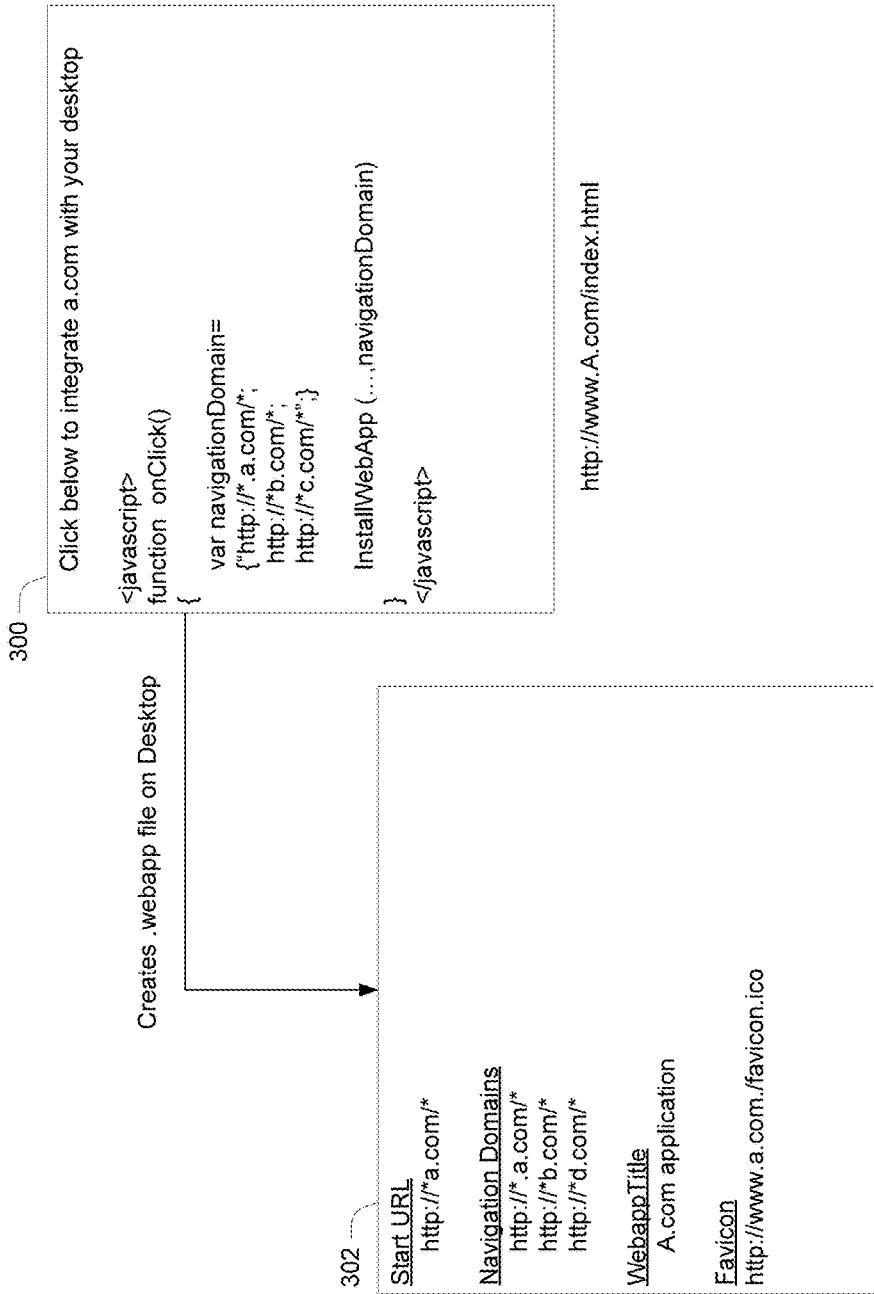 300
Click below to integrate a.com with your desktop
<javascript>
function onClick()
{
var navigationDomain=
{"http://*.a.com/*;
http://*b.com/*;
http://*c.com/*";}
InstallWebApp (...,navigationDomain)
}
</javascript>
http://www.A.com/index.html
Creates .webapp file on Desktop
302
Start URL
http://*a.com/*
Navigation Domains
http://*.a.com/*
http://*b.com/*
http://*d.com/*
WebappTitle
A.com application
Favicon
http://www.a.com./favicon.ico